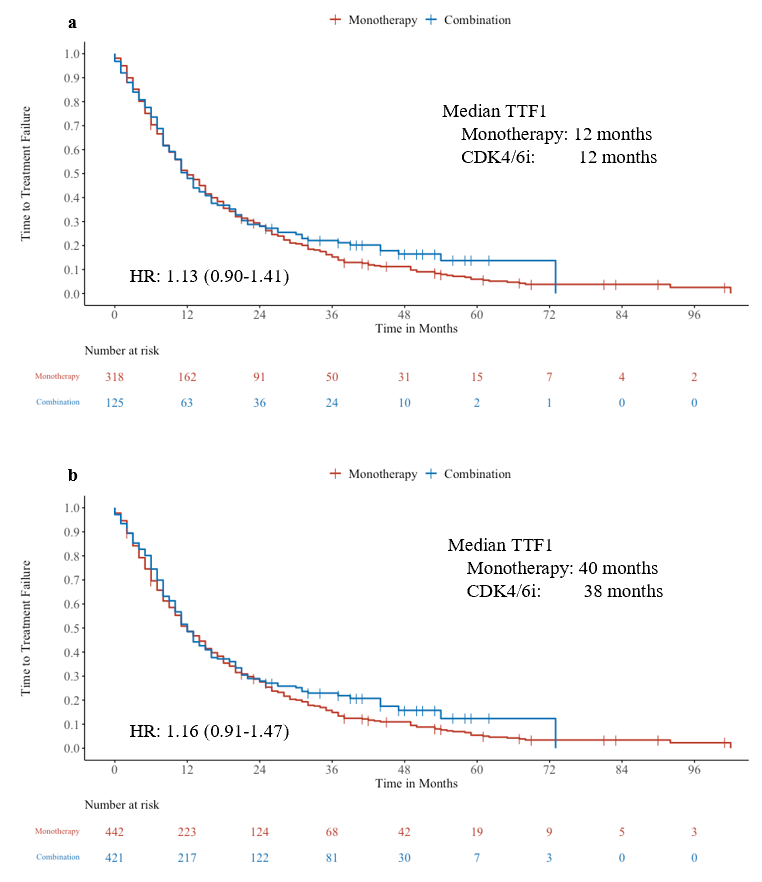 a
Monotherapy Combination
Time to Treatment Failure
1.0
0.9
0.8
0.7
0.6
0.5
0.4
0.3
0.2
0.1
0.0
Median TTF1
Monotherapy: 12 months
CDK4/6i: 12 months
HR: 1.13 (0.90-1.41)
0 12 24 36 48 60 72 84 96
Time in Months
Number at risk
Monotherapy 318 162 91 50 31 15 7 4 2
Combination 125 63 36 24 10 2 1 0 0
b
Monotherapy Combination
Time to Treatment Failure
1.0
0.9
0.8
0.7
0.6
0.5
0.4
0.3
0.2
0.1
0.0
Median TTF1
Monotherapy: 40 months
CDK4/6i: 38 months
HR: 1.16 (0.91-1.47)
0 12 24 36 48 60 72 84 96
Time in Months
Number at risk
Monotherapy 442 223 124 68 42 19 9 5 3
Combination 421 217 122 81 30 7 3 0 0